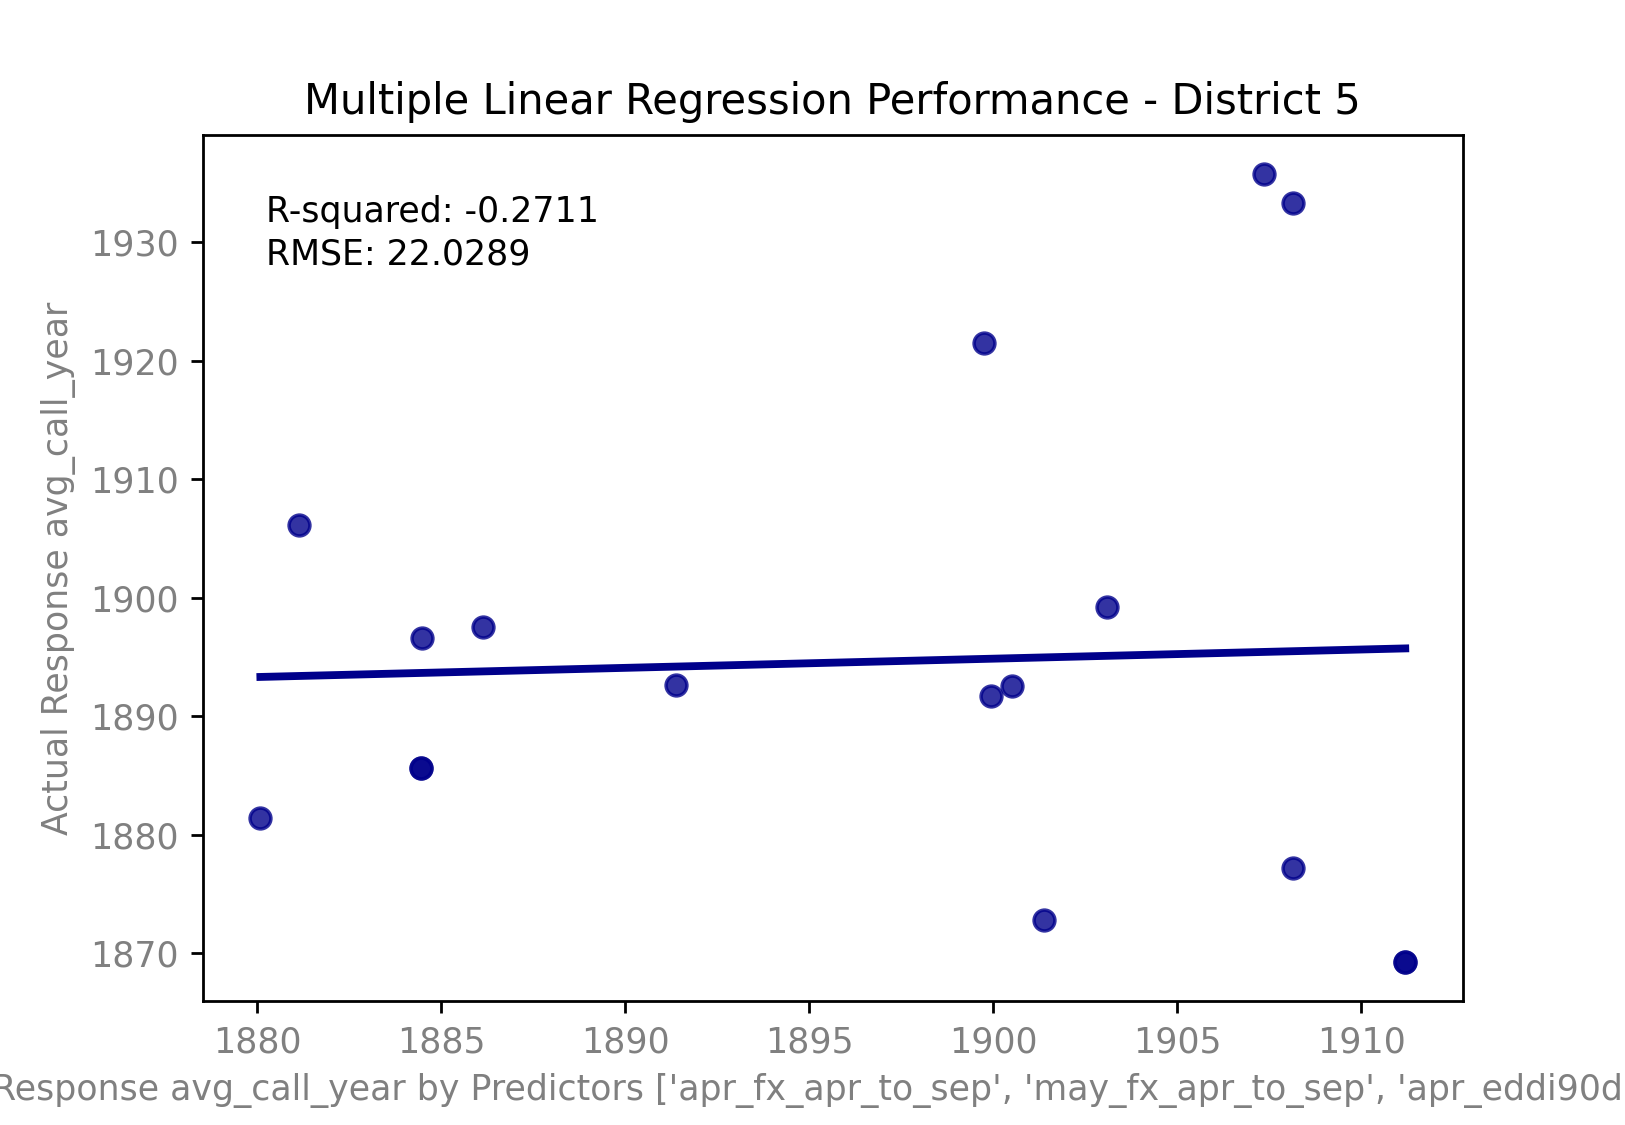 Multiple Linear Regression Performance - District 5
R-squared: -0.2711
RMSE: 22.0289
Actual Response avg_call_year
1930
1920
1910
1900
1890
1880
1870
1880 1885 1890 1895 1900 1905 1910
Response avg_call_year by Predictors ['apr_fx_apr_to_sep', 'may_fx_apr_to_sep', 'apr_eddi90d